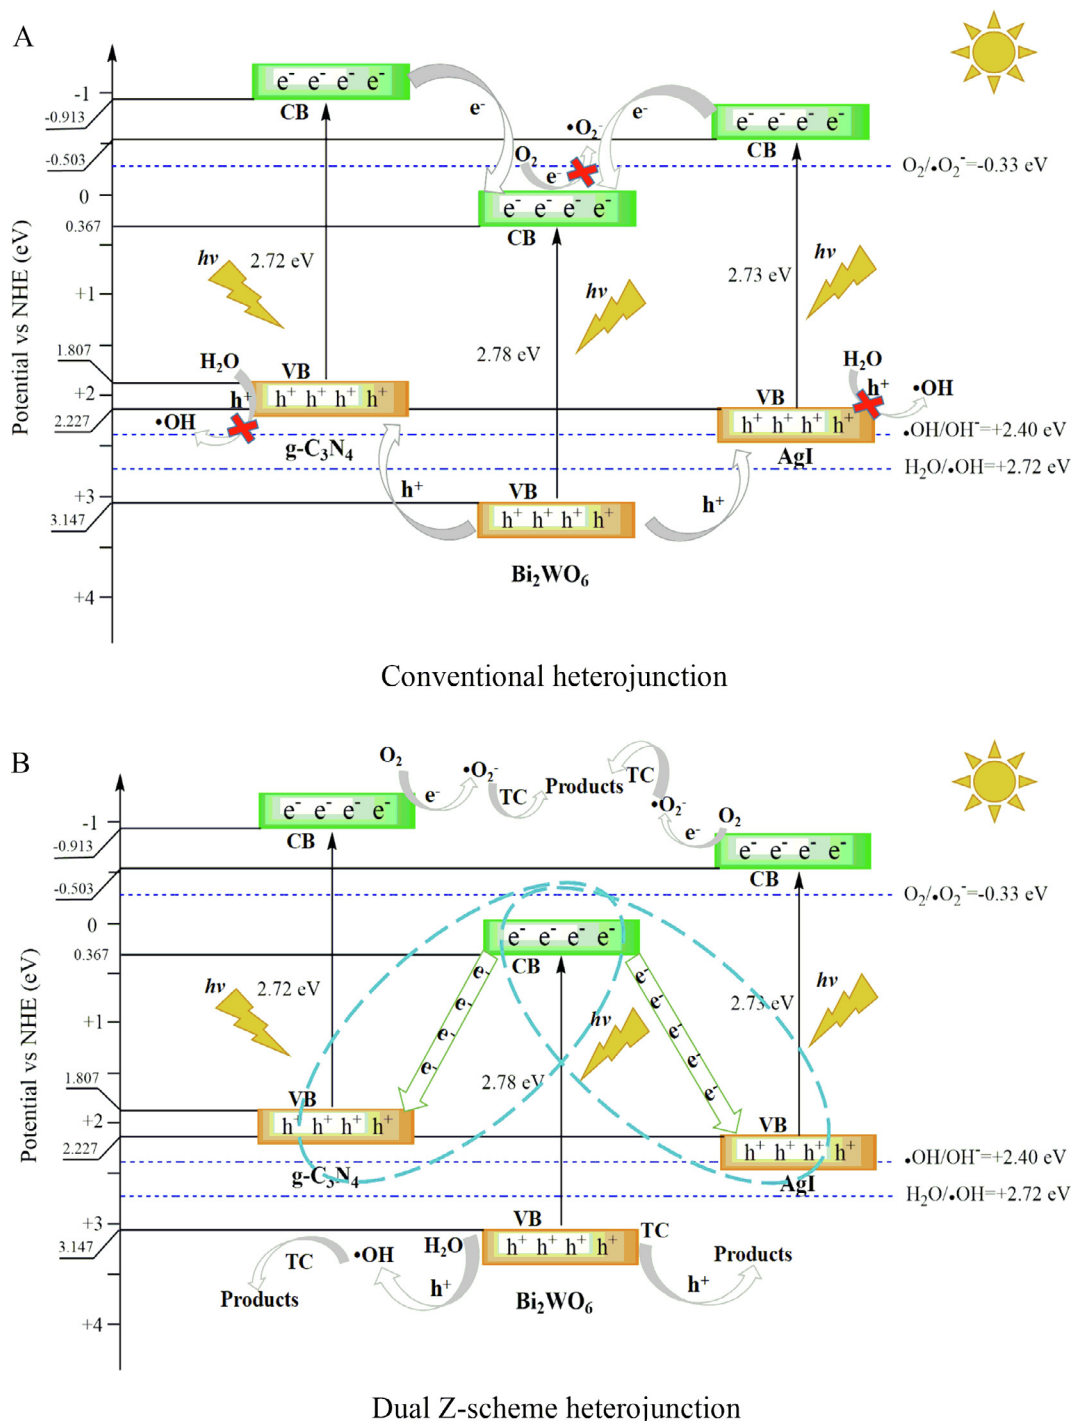 A
e⁻ e⁻ e⁻ e⁻
-1
CB
e⁻
e⁻
e⁻ e⁻ e⁻ e⁻
-0.913
•O₂⁻
CB
-0.503
O₂
e⁻
O₂/•O₂⁻=-0.33 eV
0
e⁻ e⁻ e⁻ e⁻
0.367
CB
Potential vs NHE (eV)
hν
2.72 eV
hν
2.73 eV
hν
+1
1.807
2.78 eV
H₂O
VB
H₂O
h⁺
•OH
+2
h⁺
h⁺ h⁺ h⁺ h⁺
VB
2.227
•OH
h⁺ h⁺ h⁺ h⁺
•OH/OH⁻=+2.40 eV
g-C₃N₄
AgI
H₂O/•OH=+2.72 eV
+3
h⁺
VB
h⁺
3.147
h⁺ h⁺ h⁺ h⁺
Bi₂WO₆
+4
Conventional heterojunction
B
O₂
•O₂⁻
TC
Products
TC
e⁻
•O₂⁻
O₂
e⁻ e⁻ e⁻ e⁻
e⁻
-1
CB
e⁻ e⁻ e⁻ e⁻
-0.913
CB
-0.503
O₂/•O₂⁻=-0.33 eV
0
e⁻ e⁻ e⁻ e⁻
0.367
CB
e⁻ e⁻ e⁻ e⁻
e⁻ e⁻ e⁻ e⁻ e⁻
Potential vs NHE (eV)
hν
2.72 eV
hν
2.73 eV
hν
+1
1.807
2.78 eV
VB
+2
h⁺ h⁺ h⁺ h⁺
VB
2.227
h⁺ h⁺ h⁺ h⁺
•OH/OH⁻=+2.40 eV
g-C₃N₄
AgI
H₂O/•OH=+2.72 eV
+3
VB
TC
3.147
TC
•OH
H₂O
h⁺ h⁺ h⁺ h⁺
Products
h⁺
h⁺
Products
Bi₂WO₆
+4
Dual Z-scheme heterojunction